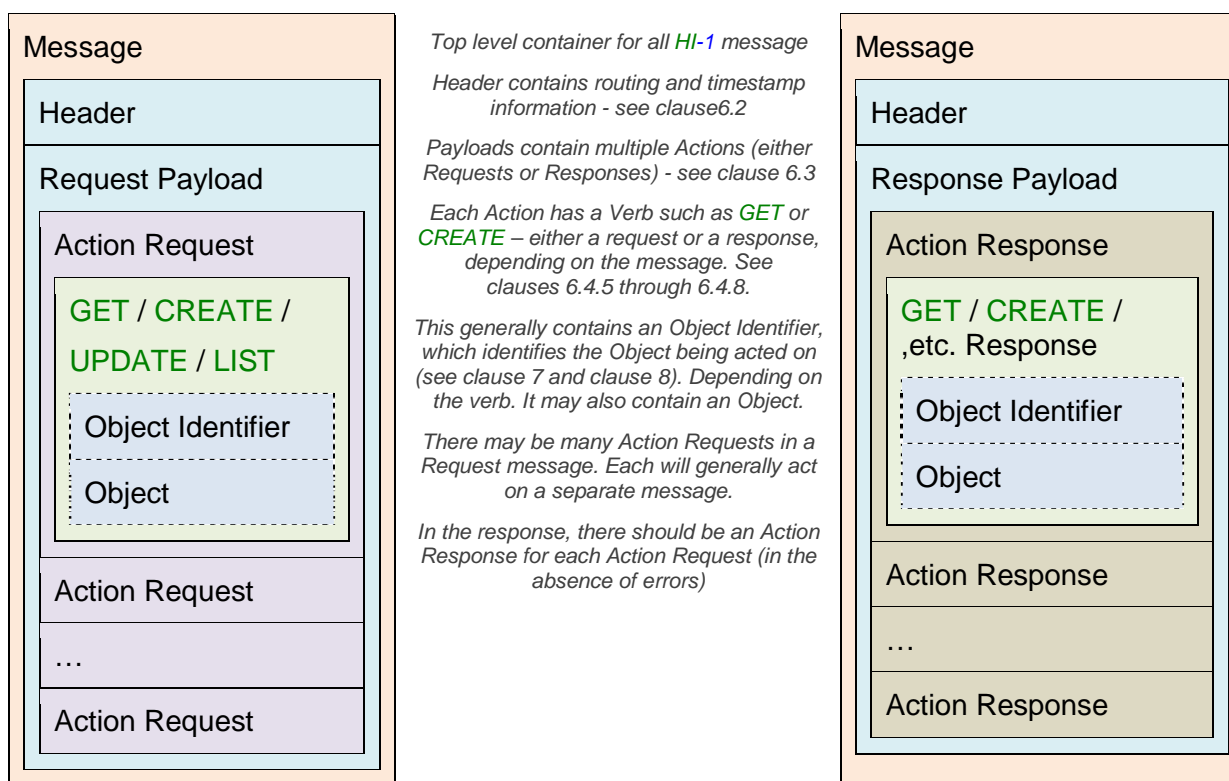 Message
Header
Request Payload
Action Request
GET / CREATE /
UPDATE / LIST
Object Identifier
Object
Action Request
…
Action Request
Top level container for all HI-1 message
Header contains routing and timestamp
information - see clause6.2
Payloads contain multiple Actions (either
Requests or Responses) - see clause 6.3
Each Action has a Verb such as GET or
CREATE – either a request or a response,
depending on the message. See
clauses 6.4.5 through 6.4.8.
This generally contains an Object Identifier,
which identifies the Object being acted on
(see clause 7 and clause 8). Depending on
the verb. It may also contain an Object.
There may be many Action Requests in a
Request message. Each will generally act
on a separate message.
In the response, there should be an Action
Response for each Action Request (in the
absence of errors)
Message
Header
Response Payload
Action Response
GET / CREATE /
,etc. Response
Object Identifier
Object
Action Response
…
Action Response